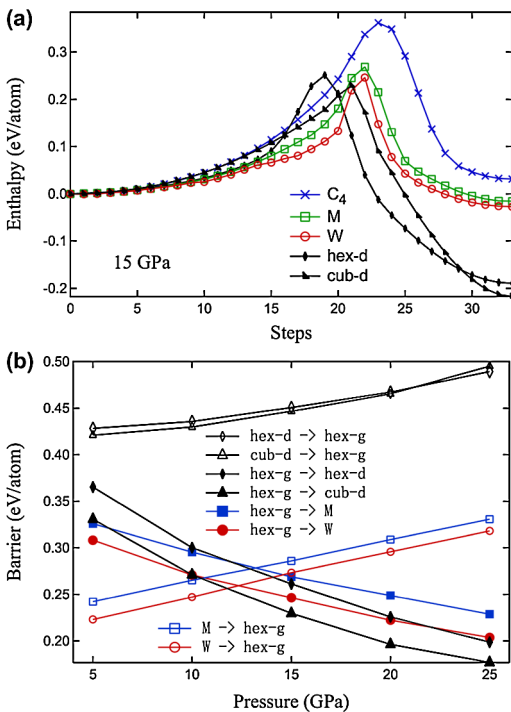 (a)
Enthalpy (eV/atom)
0.3
0.2
0.1
0.0
-0.1
-0.2
15 GPa
C4
M
W
hex-d
cub-d
0 5 10 15 20 25 30
Steps
(b)
Barrier (eV/atom)
0.50
0.45
0.40
0.35
0.30
0.25
0.20
hex-d -> hex-g
cub-d -> hex-g
hex-g -> hex-d
hex-g -> cub-d
hex-g -> M
hex-g -> W
M -> hex-g
W -> hex-g
5 10 15 20 25
Pressure (GPa)